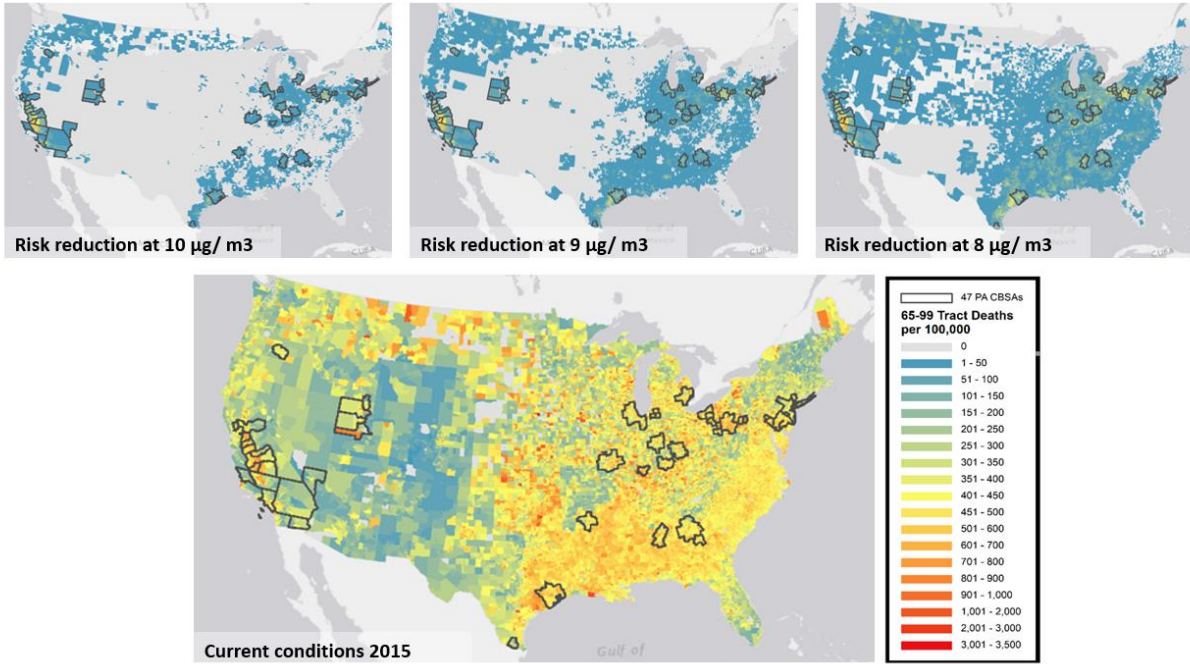 Risk reduction at 10 µg/ m3
Risk reduction at 9 µg/ m3
Risk reduction at 8 µg/ m3
CUBA
CUBA
CUBA
47 PA CBSAs
65-99 Tract Deaths
per 100,000
0
1 - 50
51 - 100
101 - 150
151 - 200
201 - 250
251 - 300
301 - 350
351 - 400
401 - 450
451 - 500
501 - 600
601 - 700
701 - 800
801 - 900
901 - 1,000
1,001 - 2,000
2,001 - 3,000
3,001 - 3,500
Current conditions 2015
Gulf of